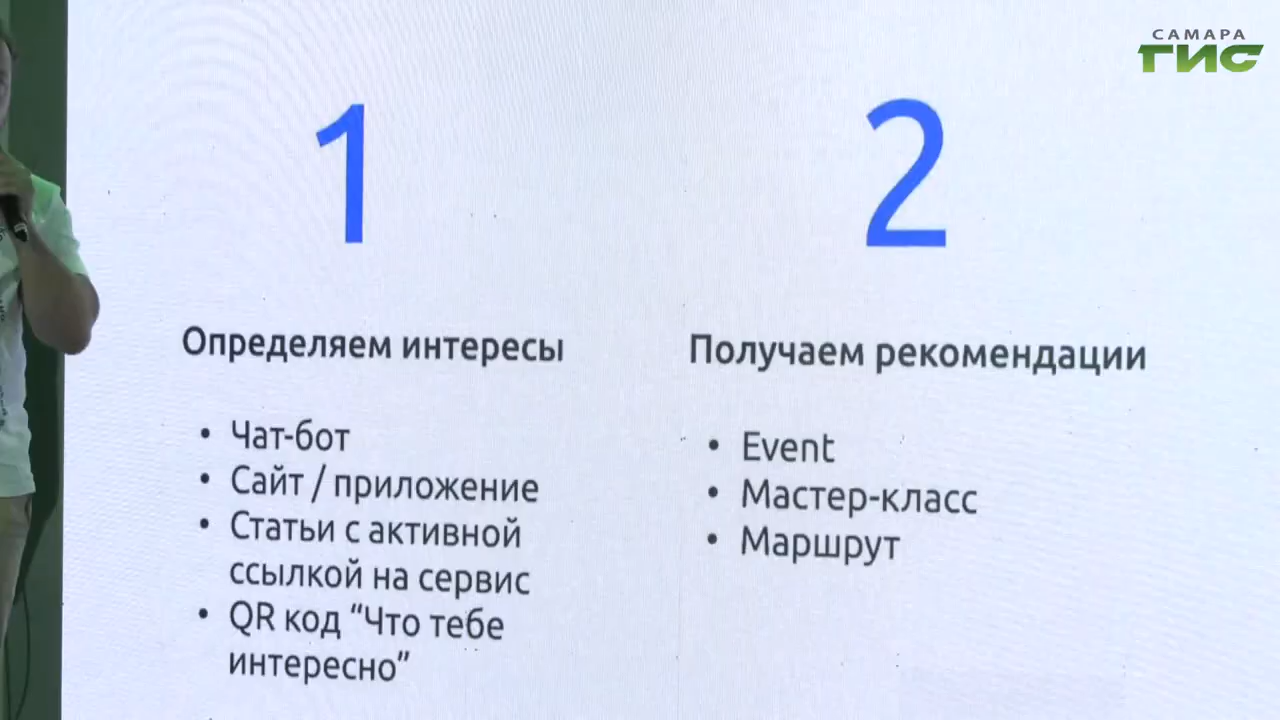 САМАРА
ГИС
1
2
Определяем интересы
Получаем рекомендации
• Чат-бот
• Сайт / приложение
• Статьи с активной
ссылкой на сервис
• QR код “Что тебе
интересно”
• Event
• Мастер-класс
• Маршрут